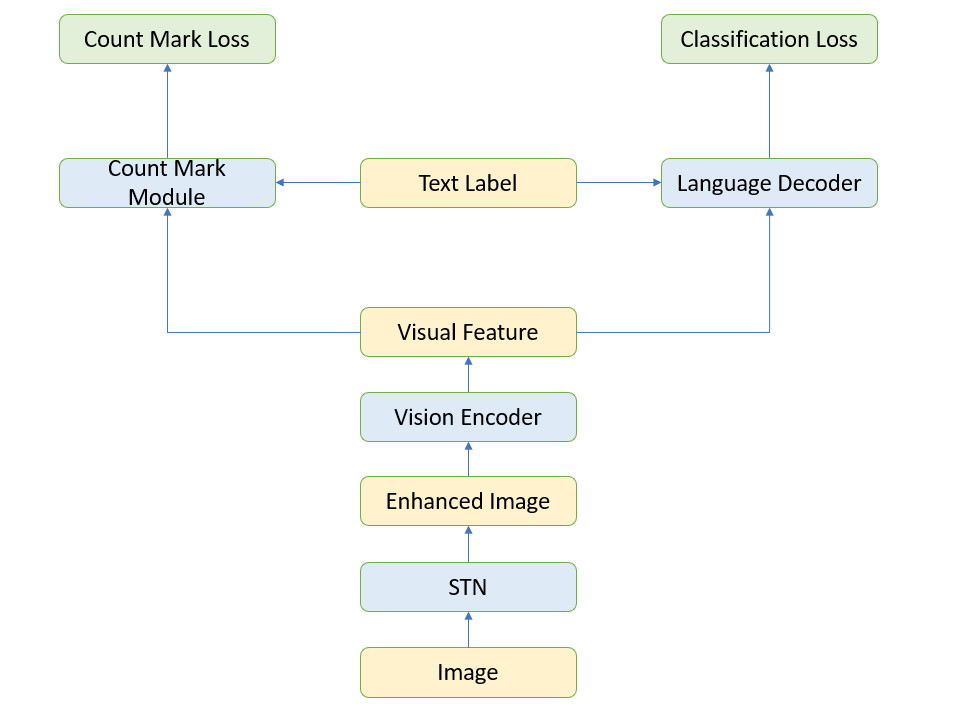 Count Mark Loss
Classification Loss
Count Mark
Module
Text Label
Language Decoder
Visual Feature
Vision Encoder
Enhanced Image
STN
Image